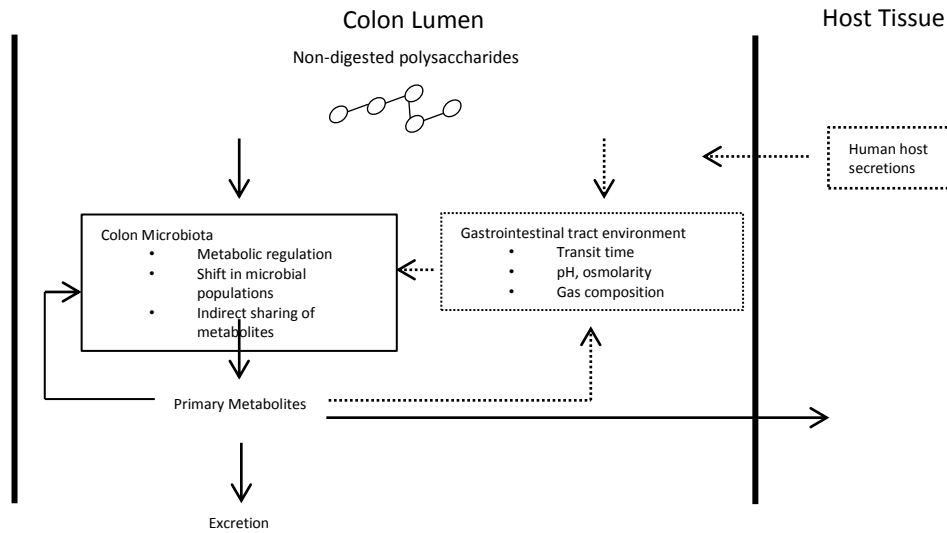 Colon Lumen
Host Tissue
Non-digested polysaccharides
Human host
secretions
Colon Microbiota
• Metabolic regulation
• Shift in microbial
populations
• Indirect sharing of
metabolites
Gastrointestinal tract environment
• Transit time
• pH, osmolarity
• Gas composition
Primary Metabolites
Excretion